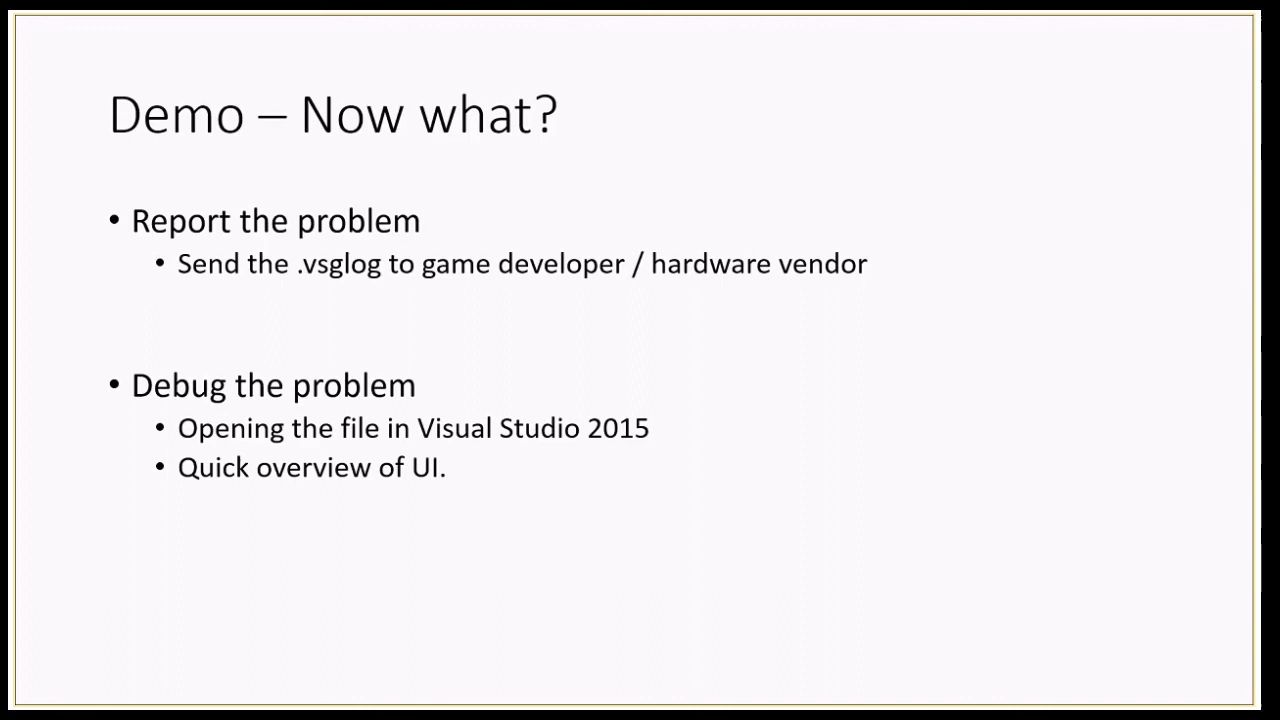 Demo – Now what?
• Report the problem
• Send the .vsglog to game developer / hardware vendor
• Debug the problem
• Opening the file in Visual Studio 2015
• Quick overview of UI.